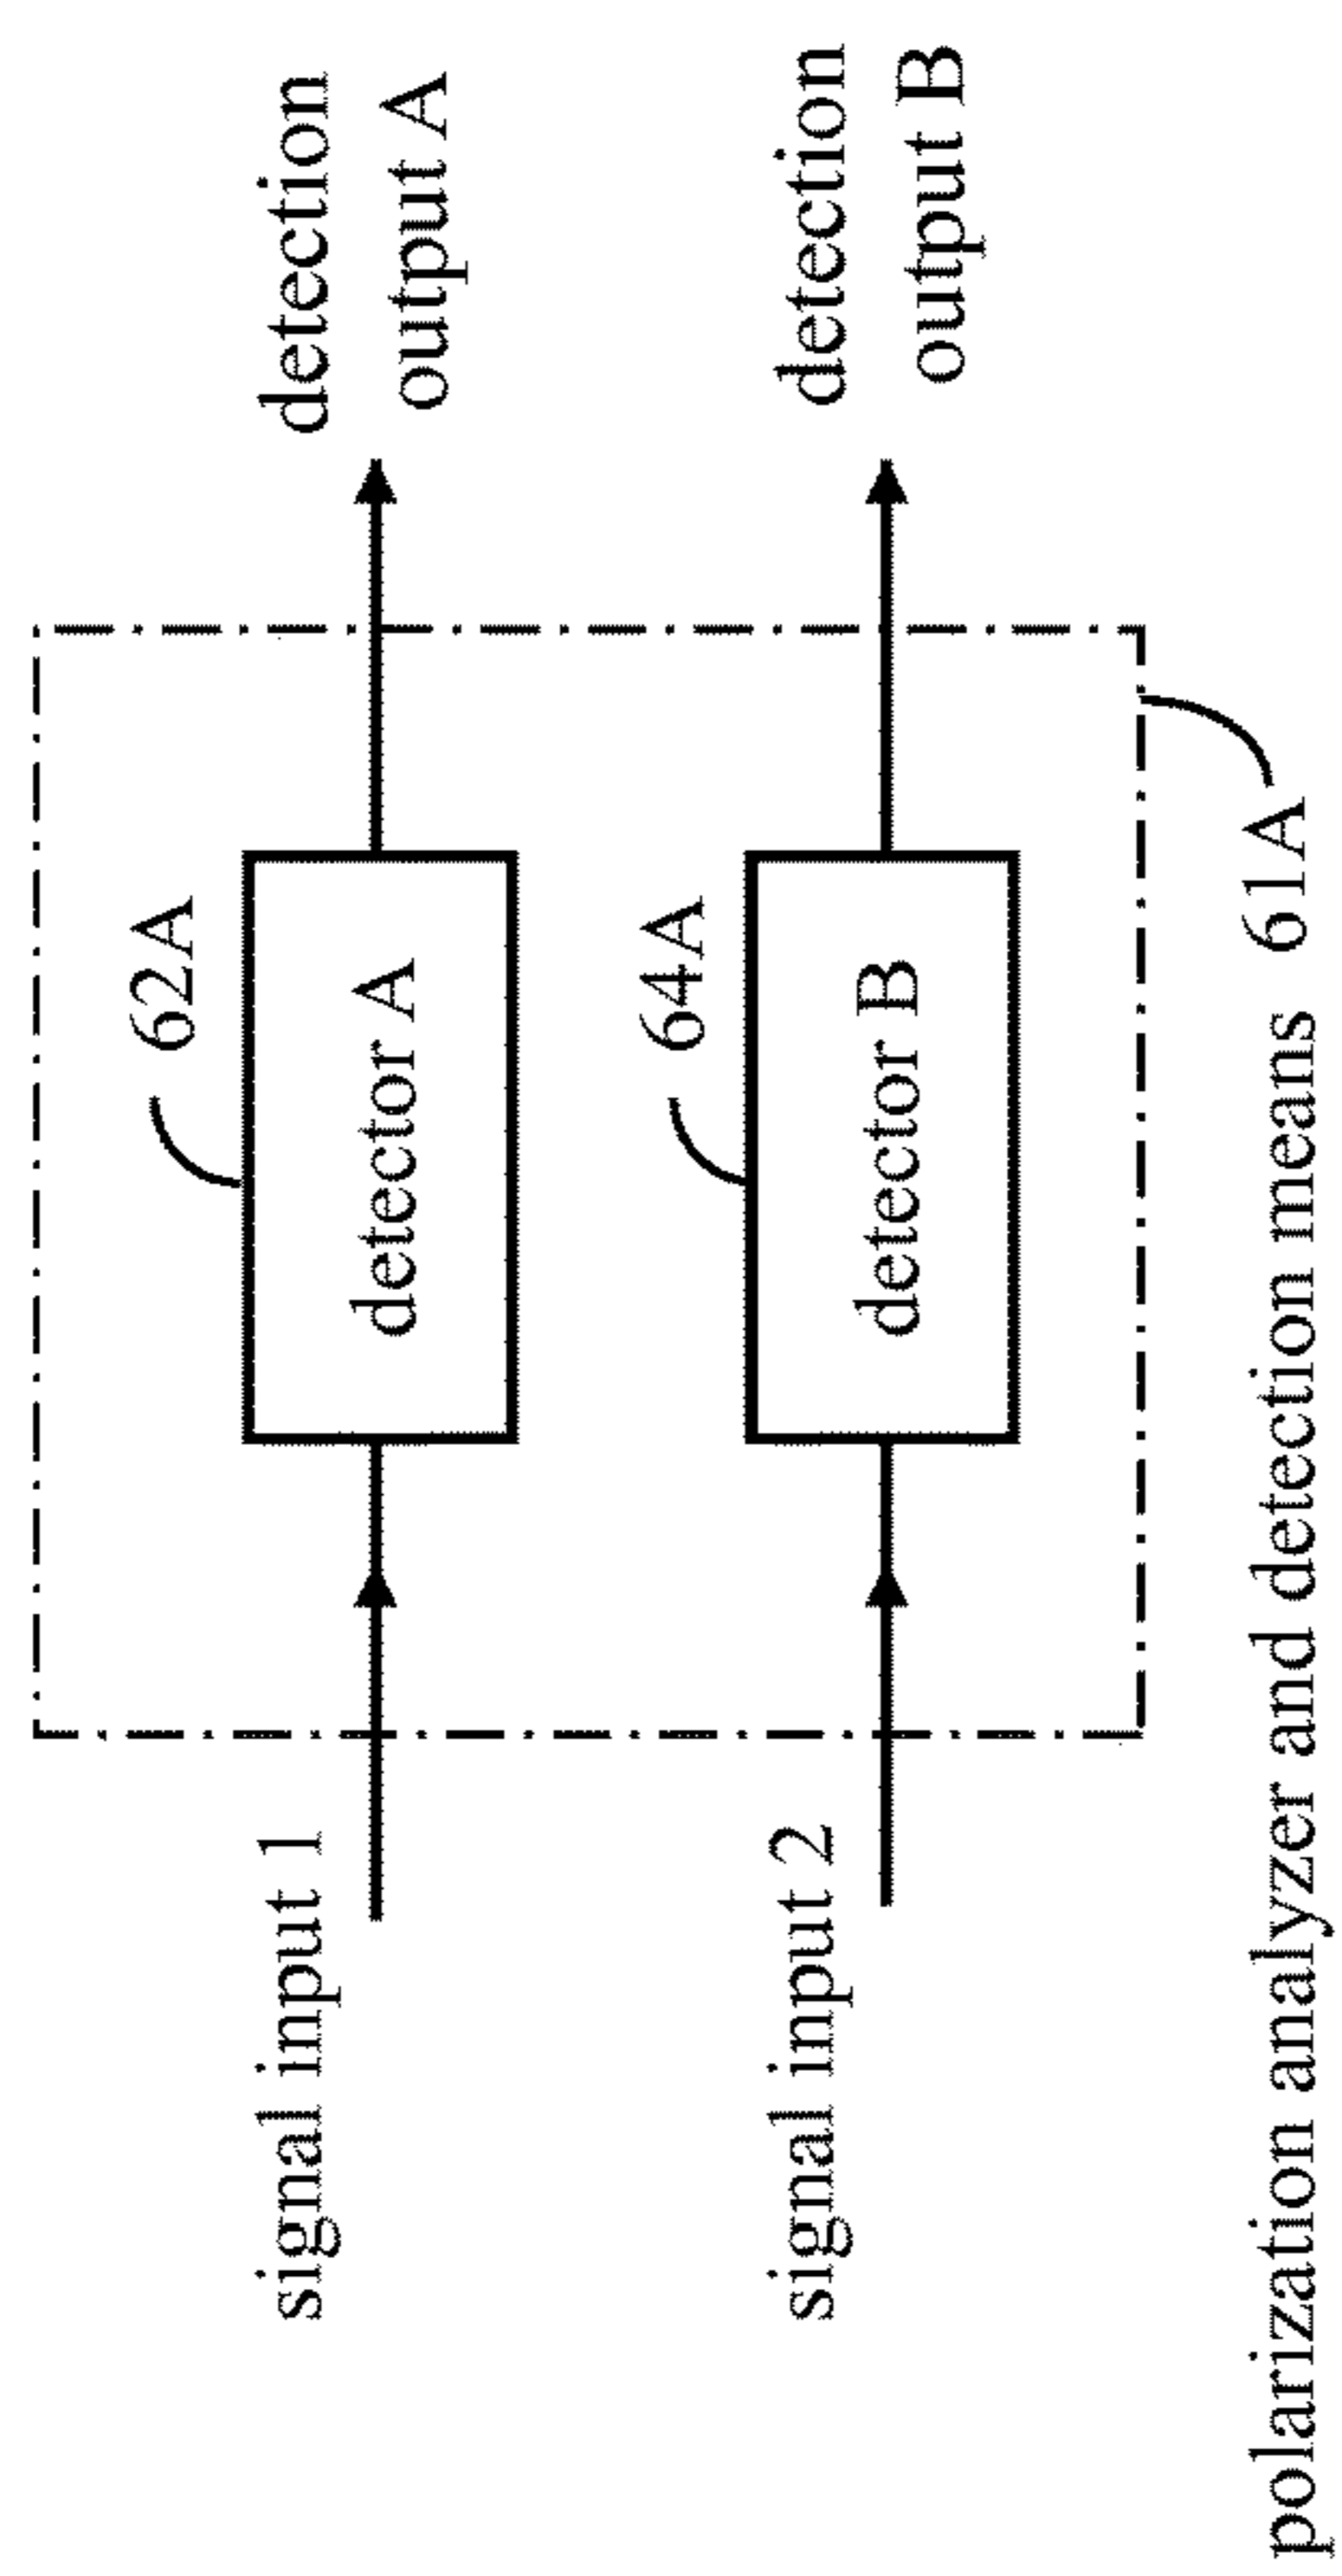 signal input 1
62A
detector A
detection
output A
signal input 2
64A
detector B
detection
output B
polarization analyzer and detection means 61A